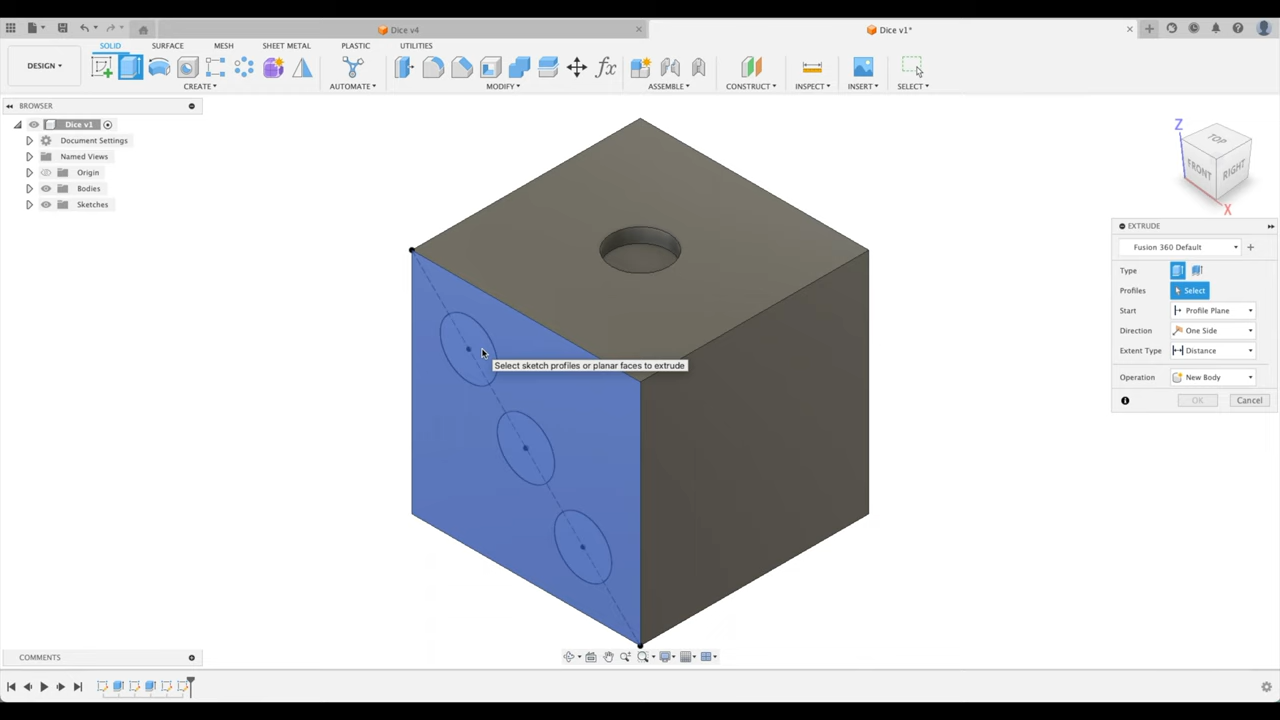 Dice v4
Dice v1*
SOLID SURFACE MESH SHEET METAL PLASTIC UTILITIES
DESIGN
fx
CREATE MODIFY AUTOMATE ASSEMBLE CONSTRUCT INSPECT INSERT SELECT
BROWSER
Dice v1
Document Settings
Named Views
Origin
Bodies
Sketches
Z
TOP
FRONT
RIGHT
X
EXTRUDE
Fusion 360 Default
Type
Profiles Select
Start Profile Plane
Direction One Side
Extent Type Distance
Operation New Body
OK Cancel
Select sketch profiles or planar faces to extrude
COMMENTS